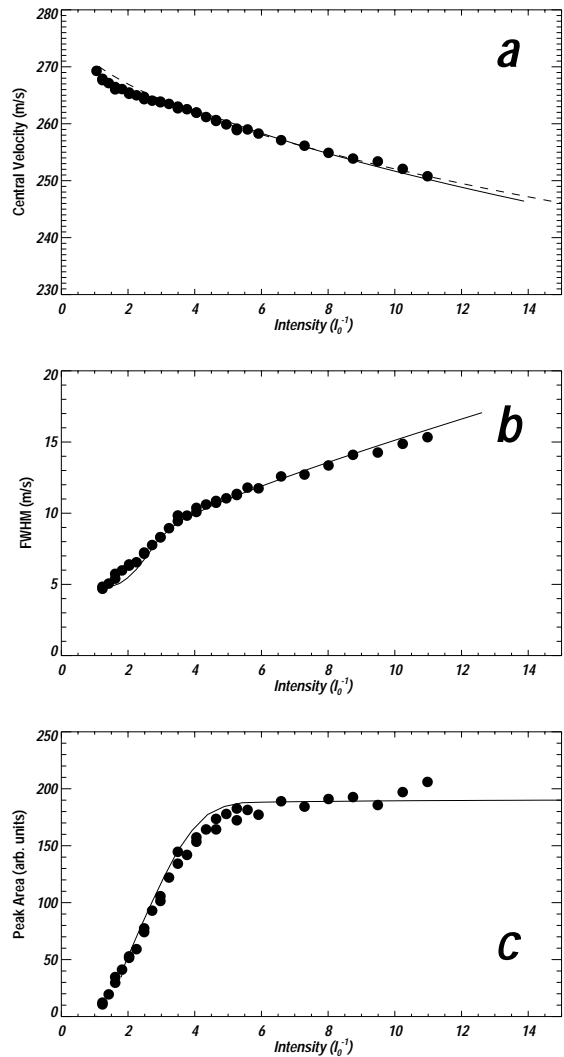 280
270
260
250
240
230
Central Velocity (m/s)
a
0 2 4 6 8 10 12 14
Intensity (I₀⁻¹)
20
15
10
5
0
FWHM (m/s)
b
0 2 4 6 8 10 12 14
Intensity (I₀⁻¹)
250
200
150
100
50
0
Peak Area (arb. units)
c
0 2 4 6 8 10 12 14
Intensity (I₀⁻¹)